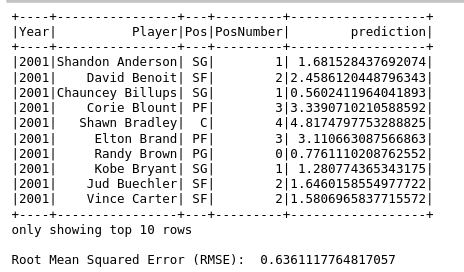 +----+----------------+---+---------+------------------+
|Year|          Player|Pos|PosNumber|        prediction|
+----+----------------+---+---------+------------------+
|2001|Shandon Anderson| SG|        1| 1.681528437692074|
|2001|    David Benoit| SF|        2|2.4586120448796343|
|2001|Chauncey Billups| SG|        1|0.5602411964041893|
|2001|    Corie Blount| PF|        3|3.3390710210588592|
|2001|   Shawn Bradley|  C|        4|4.8174797753288825|
|2001|     Elton Brand| PF|        3| 3.110663087566863|
|2001|     Randy Brown| PG|        0|0.7761110208762552|
|2001|     Kobe Bryant| SG|        1| 1.280774365343175|
|2001|    Jud Buechler| SF|        2|1.6460158554977722|
|2001|    Vince Carter| SF|        2|1.5806965837715572|
+----+----------------+---+---------+------------------+
only showing top 10 rows
Root Mean Squared Error (RMSE):  0.6361117764817057